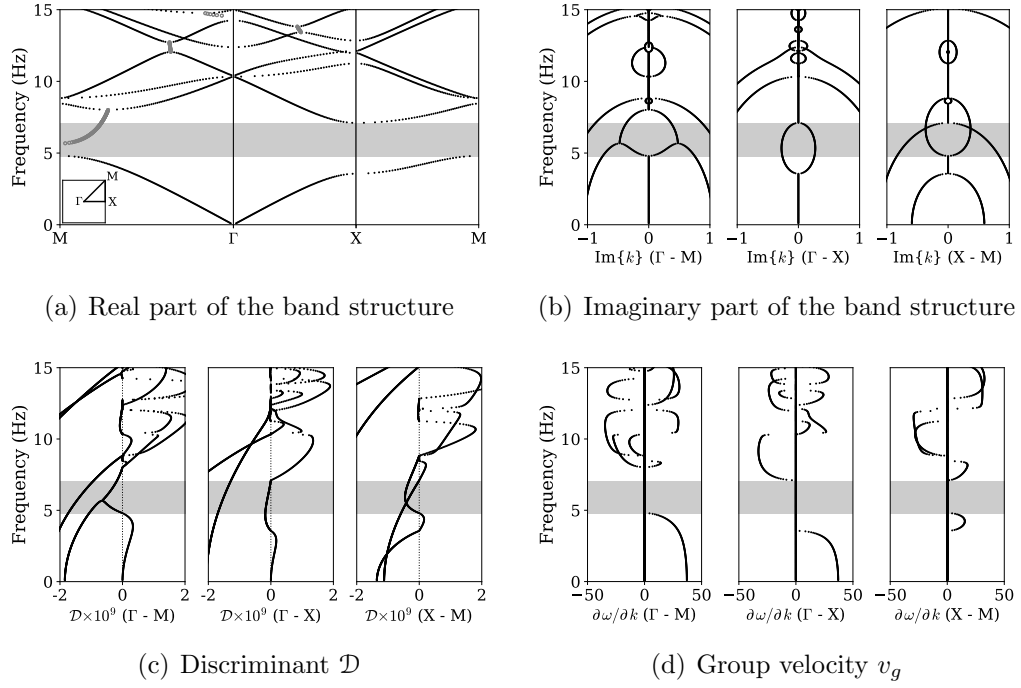 15
10
5
0
Frequency (Hz)
M
Γ
X
M
M
Γ
X
15
10
5
0
Frequency (Hz)
−1 0 1
−1 0 1
−1 0 1
Im{k} (Γ - M)
Im{k} (Γ - X)
Im{k} (X - M)
(a) Real part of the band structure
(b) Imaginary part of the band structure
15
10
5
0
Frequency (Hz)
-2 0 2
-2 0 2
-2 0 2
𝒟×10⁹ (Γ - M)
𝒟×10⁹ (Γ - X)
𝒟×10⁹ (X - M)
15
10
5
0
Frequency (Hz)
−50 0 50
−50 0 50
−50 0 50
∂ω/∂k (Γ - M)
∂ω/∂k (Γ - X)
∂ω/∂k (X - M)
(c) Discriminant 𝒟
(d) Group velocity v_g